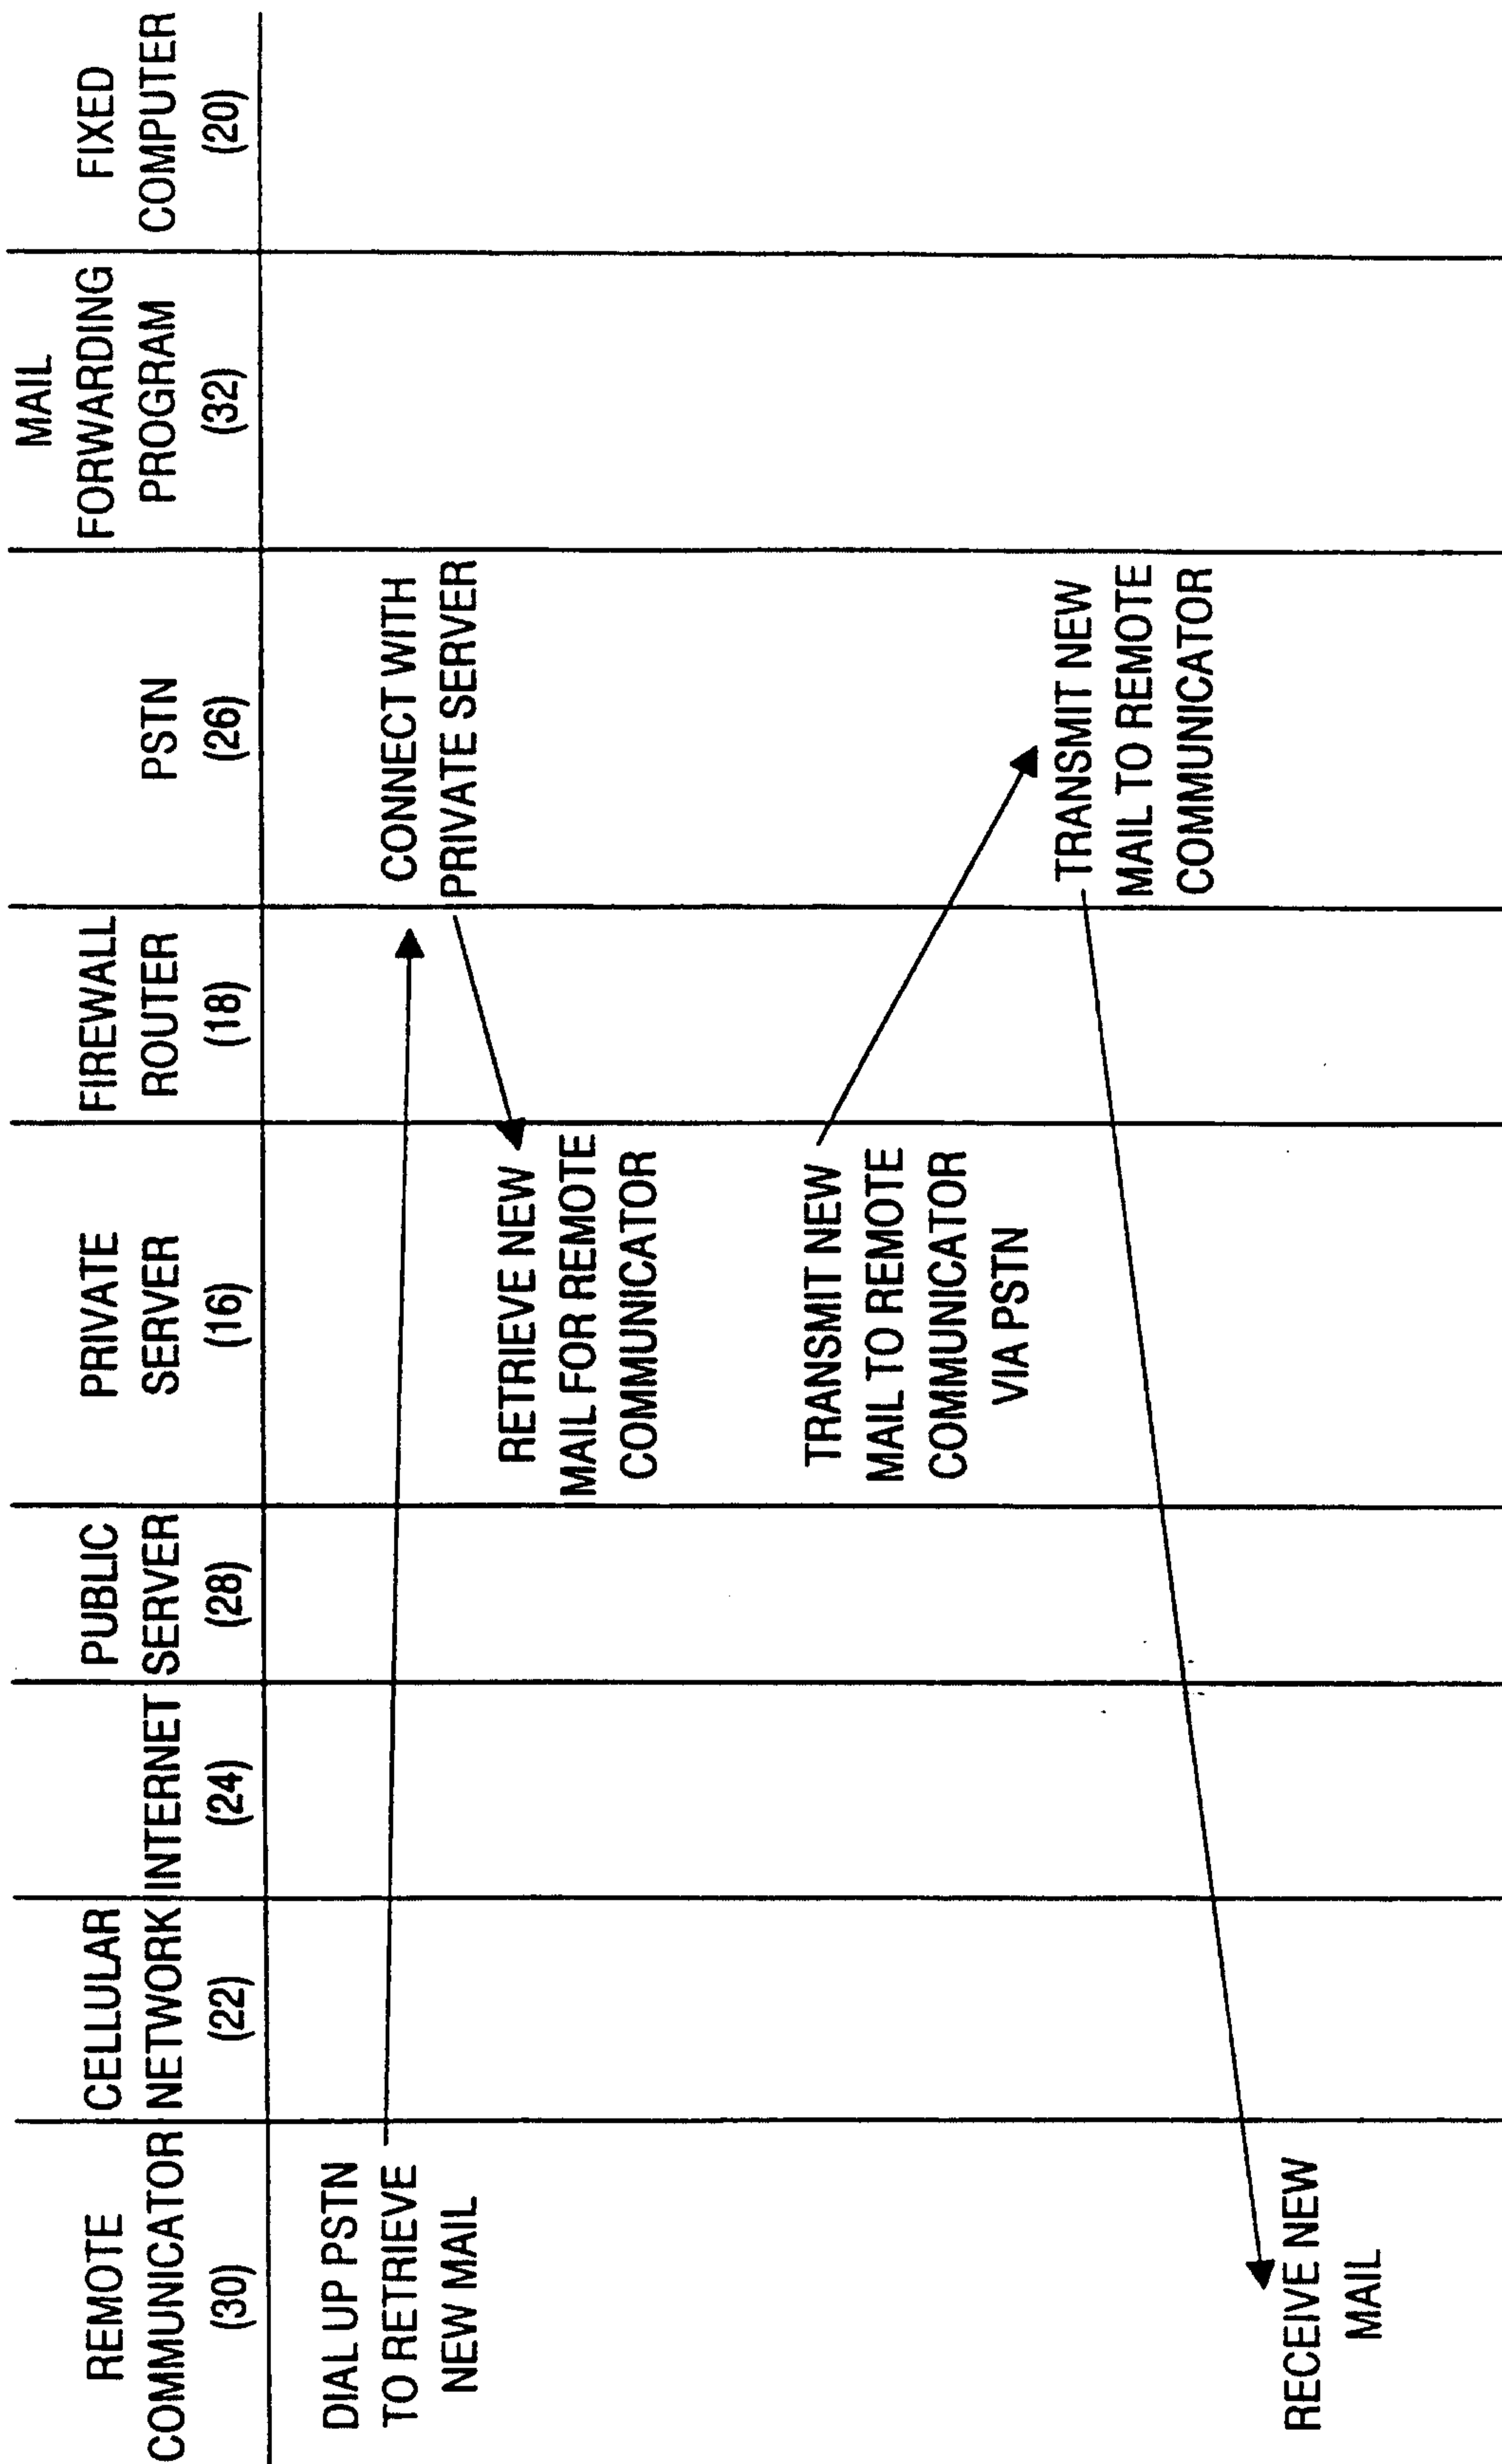 REMOTE
COMMUNICATOR
(30)
CELLULAR
NETWORK
(22)
INTERNET
(24)
PUBLIC
SERVER
(28)
PRIVATE
SERVER
(16)
FIREWALL
ROUTER
(18)
PSTN
(26)
MAIL
FORWARDING
PROGRAM
(32)
FIXED
COMPUTER
(20)
DIAL UP PSTN
TO RETRIEVE
NEW MAIL
CONNECT WITH
PRIVATE SERVER
RETRIEVE NEW
MAIL FOR REMOTE
COMMUNICATOR
TRANSMIT NEW
MAIL TO REMOTE
COMMUNICATOR
VIA PSTN
TRANSMIT NEW
MAIL TO REMOTE
COMMUNICATOR
RECEIVE NEW
MAIL